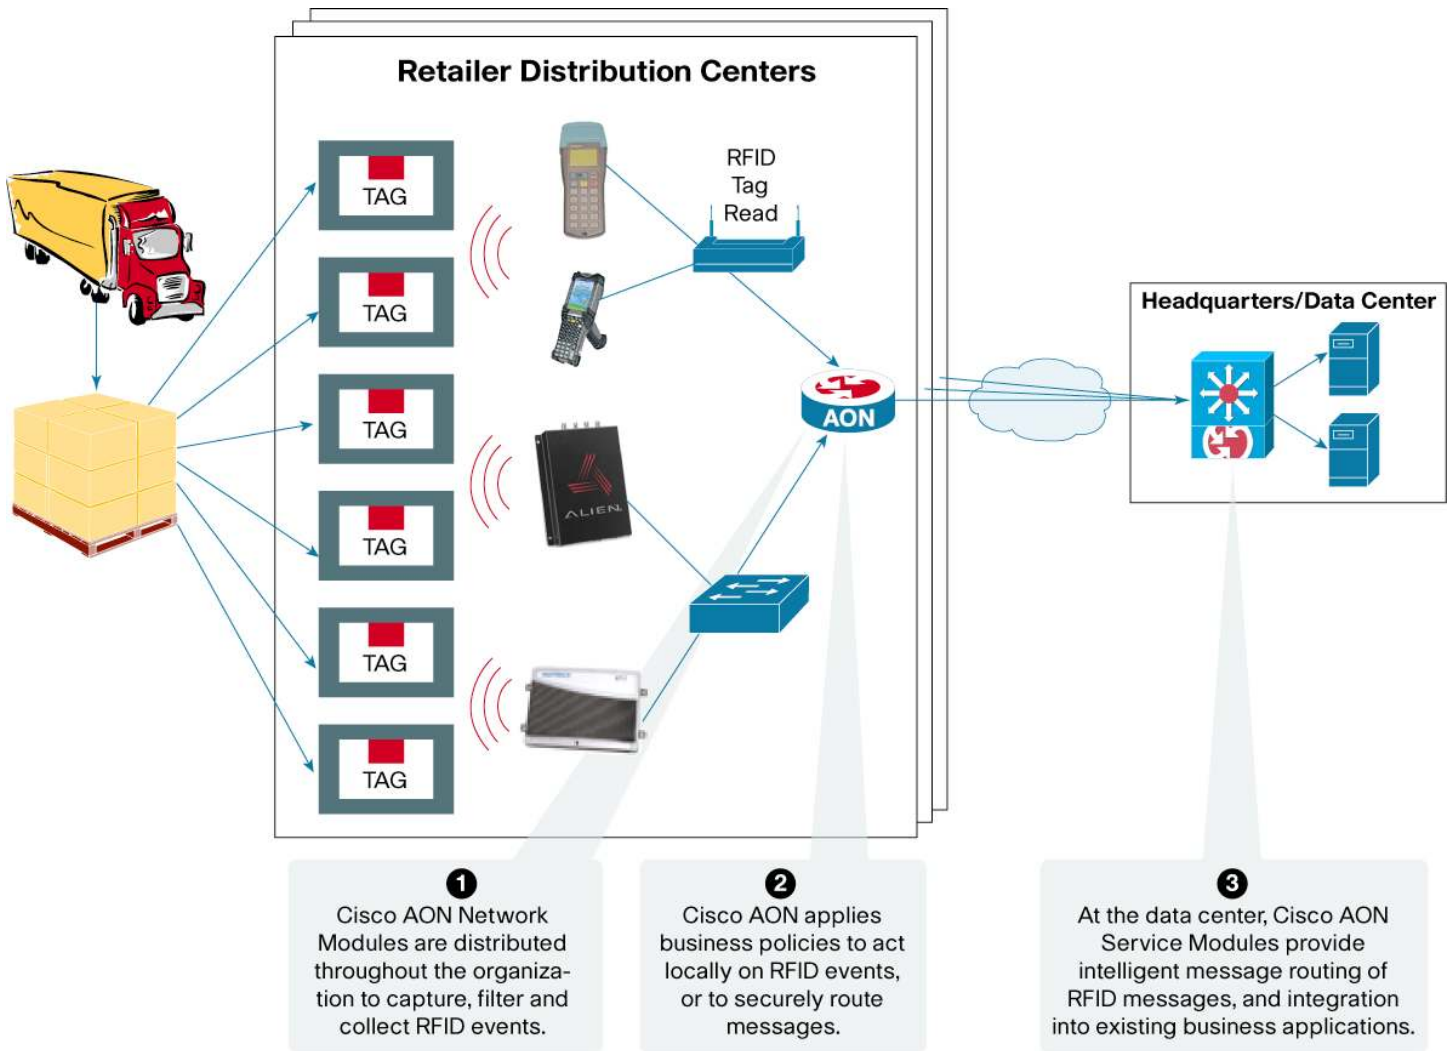 Retailer Distribution Centers
TAG
TAG
TAG
TAG
TAG
TAG
RFID
Tag
Read
ALIEN
AON
Headquarters/Data Center
1
Cisco AON Network
Modules are distributed
throughout the organiza-
tion to capture, filter and
collect RFID events.
2
Cisco AON applies
business policies to act
locally on RFID events,
or to securely route
messages.
3
At the data center, Cisco AON
Service Modules provide
intelligent message routing of
RFID messages, and integration
into existing business applications.